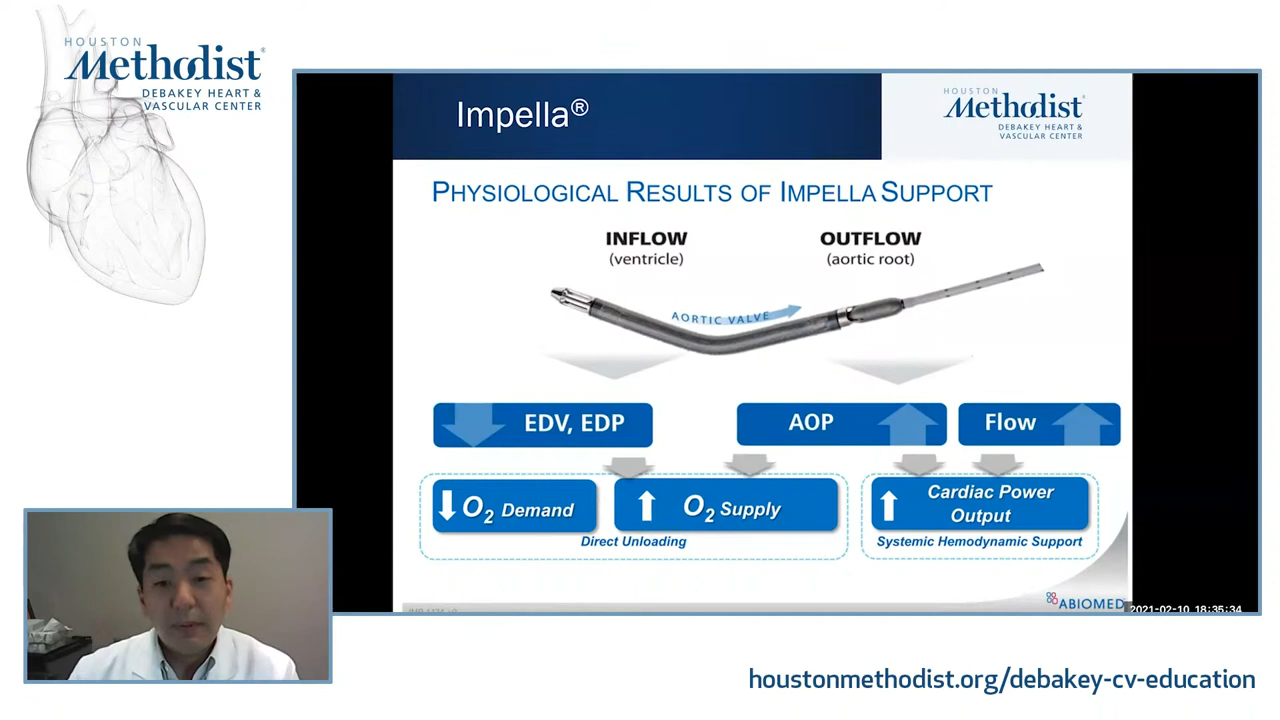 HOUSTON
Methodist®
DEBAKEY HEART &
VASCULAR CENTER
Impella®
HOUSTON
Methodist®
DEBAKEY HEART &
VASCULAR CENTER
PHYSIOLOGICAL RESULTS OF IMPELLA SUPPORT
INFLOW
(ventricle)
OUTFLOW
(aortic root)
AORTIC VALVE
EDV, EDP
AOP
Flow
O2 Demand
O2 Supply
Direct Unloading
Cardiac Power
Output
Systemic Hemodynamic Support
ABIOMED
2021-02-10 18:35:34
houstonmethodist.org/debakey-cv-education